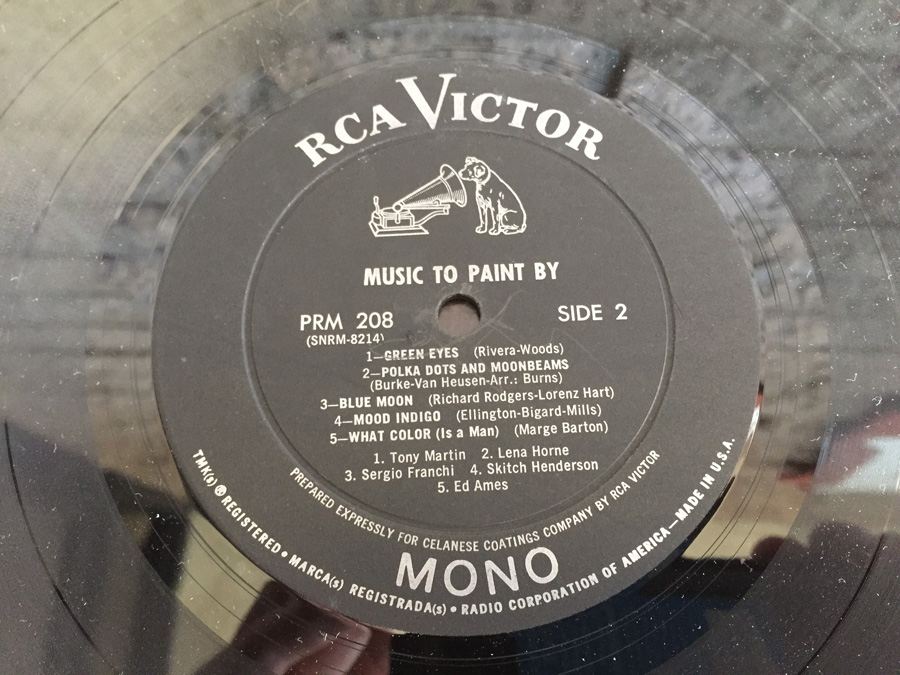 RCA VICTOR
MUSIC TO PAINT BY
PRM 208
(SNRM-8214)
SIDE 2
1—GREEN EYES (Rivera-Woods)
2—POLKA DOTS AND MOONBEAMS
(Burke-Van Heusen-Arr.: Burns)
3—BLUE MOON (Richard Rodgers-Lorenz Hart)
4—MOOD INDIGO (Ellington-Bigard-Mills)
5—WHAT COLOR (Is a Man) (Marge Barton)
1. Tony Martin 2. Lena Horne
3. Sergio Franchi 4. Skitch Henderson
5. Ed Ames
PREPARED EXPRESSLY FOR CELANESE COATINGS COMPANY BY RCA VICTOR
MONO
TMK(s) ® REGISTERED • MARCA(s) REGISTRADA(s) • RADIO CORPORATION OF AMERICA—MADE IN U.S.A.